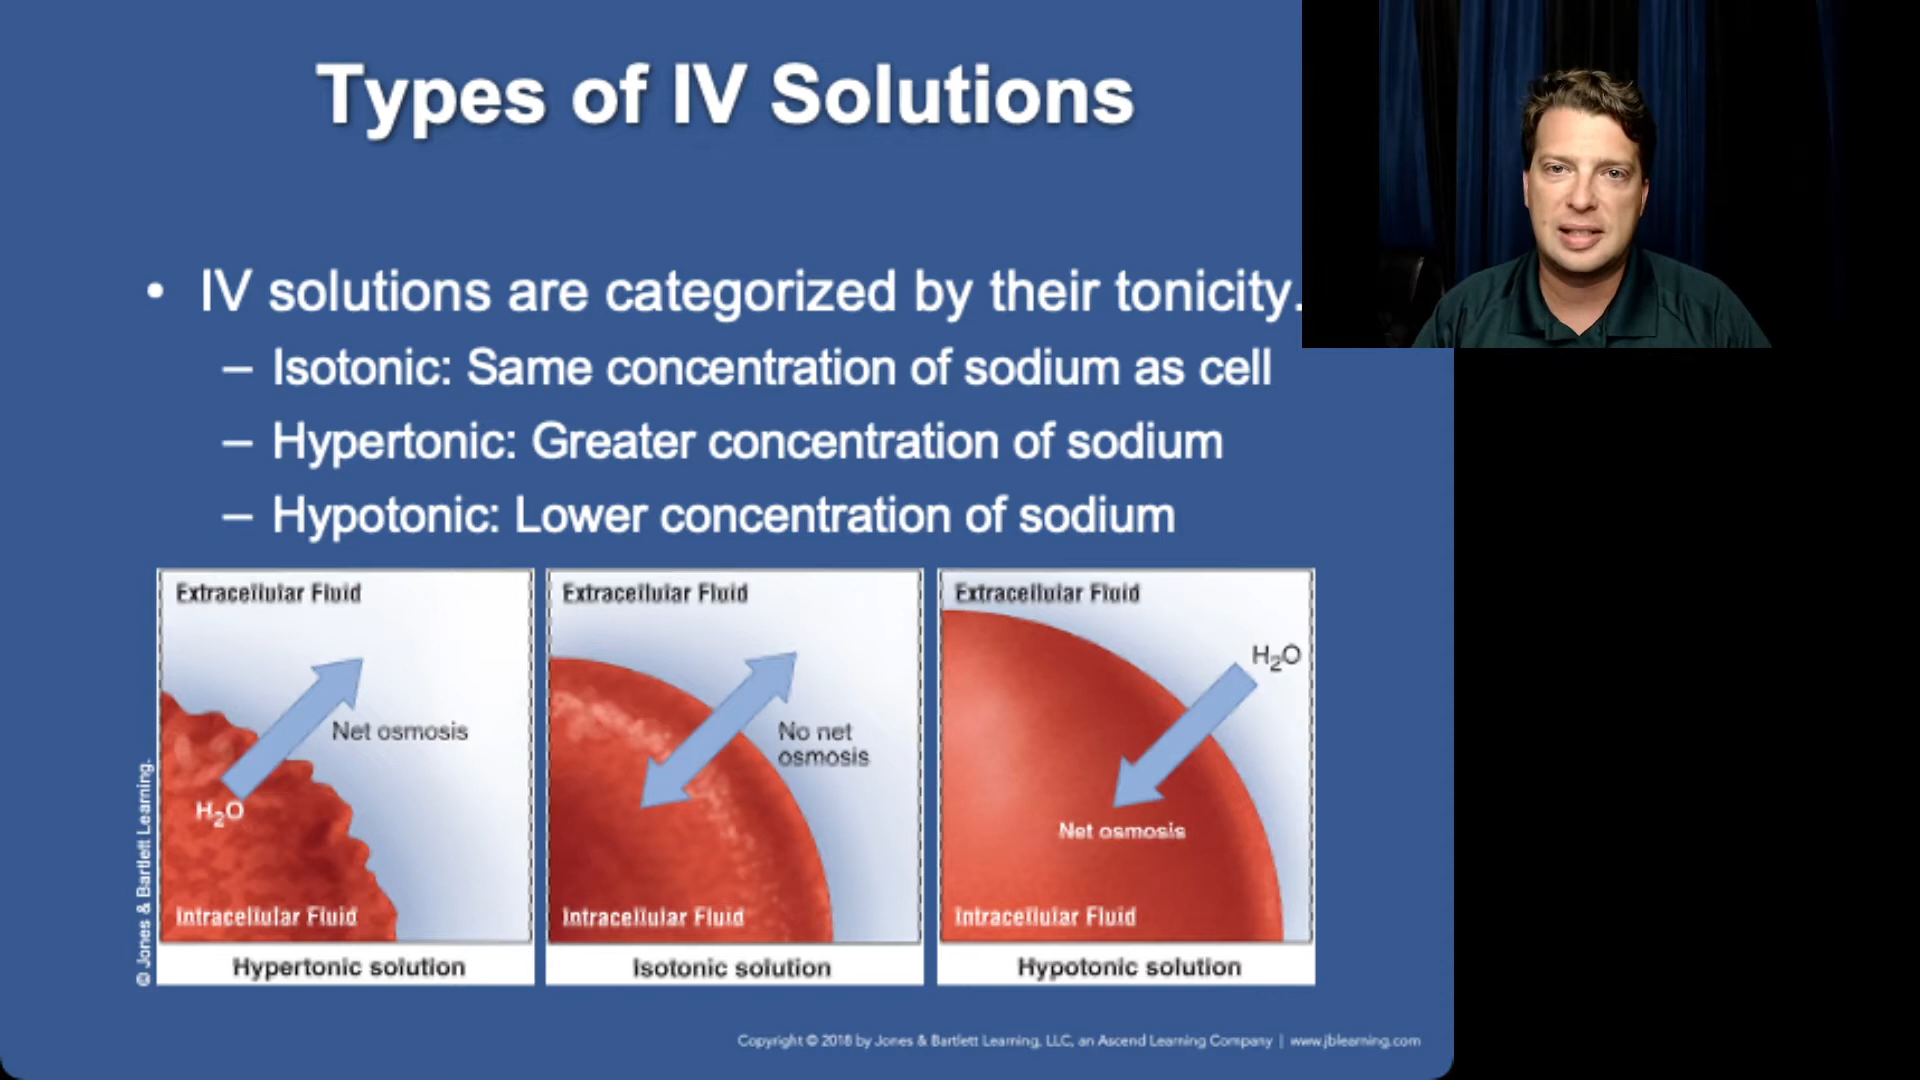 Types of IV Solutions
• IV solutions are categorized by their tonicity.
– Isotonic: Same concentration of sodium as cell
– Hypertonic: Greater concentration of sodium
– Hypotonic: Lower concentration of sodium
Extracellular Fluid
Net osmosis
H₂O
Intracellular Fluid
Hypertonic solution
Extracellular Fluid
No net
osmosis
Intracellular Fluid
Isotonic solution
Extracellular Fluid
H₂O
Net osmosis
Intracellular Fluid
Hypotonic solution
© Jones & Bartlett Learning.
Copyright © 2018 by Jones & Bartlett Learning, LLC, an Ascend Learning Company | www.jblearning.com